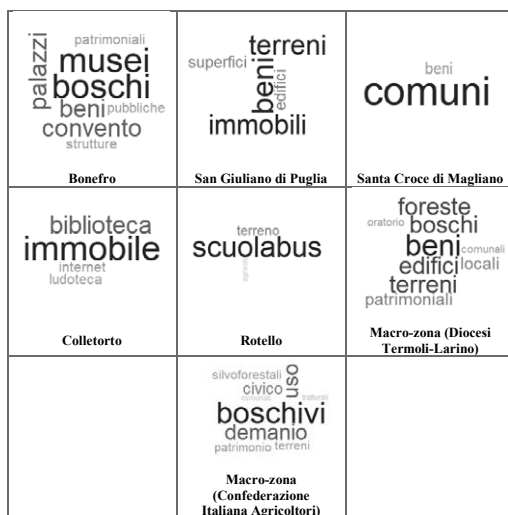 patrimoniali
palazzi
musei
boschi
beni pubbliche
convento
strutture
Bonefro
terreni
superfici
beni
edifici
immobili
San Giuliano di Puglia
beni
comuni
Santa Croce di Magliano
biblioteca
immobile
internet
ludoteca
Colletorto
terreno
scuolabus
Rotello
foreste
oratorio boschi
beni comunali
edifici locali
terreni
patrimoniali
Macro-zona (Diocesi
Termoli-Larino)
silvoforestali
civico uso
comunali tratturali
boschivi
demanio
patrimonio terreni
Macro-zona
(Confederazione
Italiana Agricoltori)